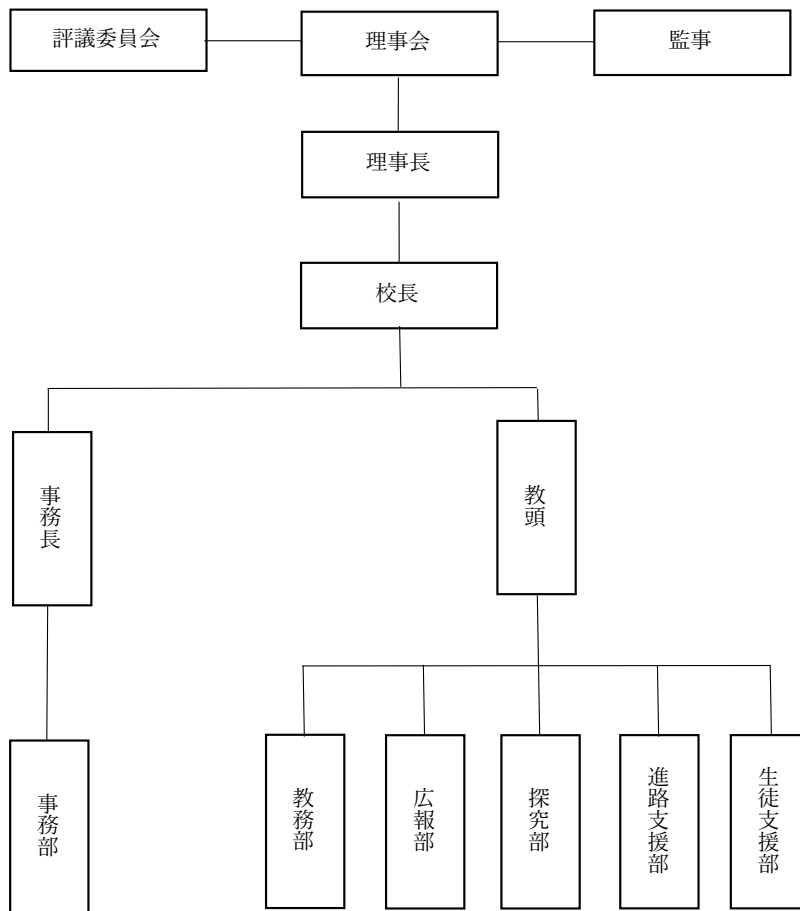 評議委員会
理事会
監事
理事長
校長
事務長
教頭
事務部
教務部
広報部
探究部
進路支援部
生徒支援部